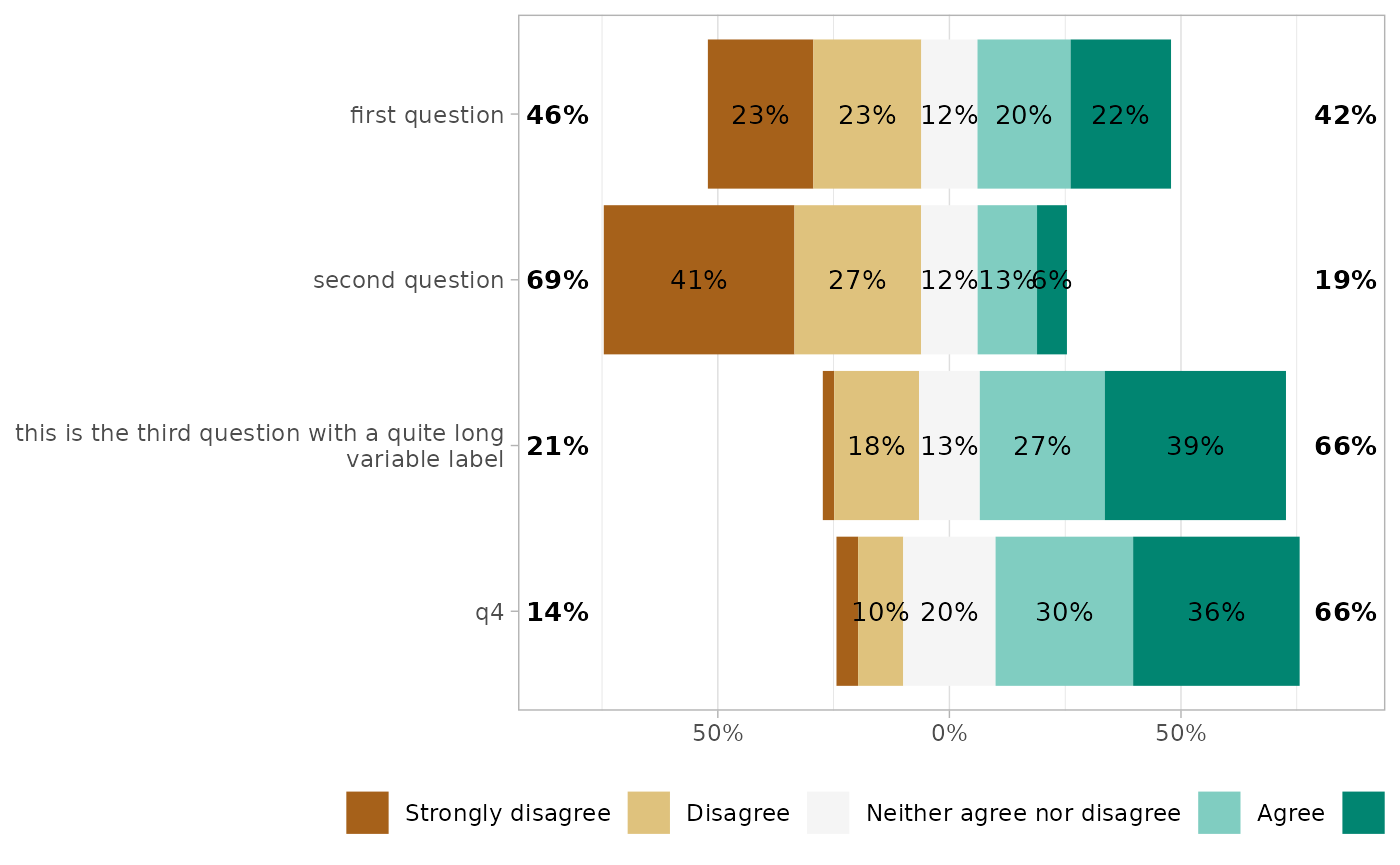 first question 46% 23% 23% 12% 20% 22% 42%
second question 69% 41% 27% 12% 13% 6% 19%
this is the third question with a quite long
variable label 21% 18% 13% 27% 39% 66%
q4 14% 10% 20% 30% 36% 66%
50% 0% 50%
Strongly disagree Disagree Neither agree nor disagree Agree